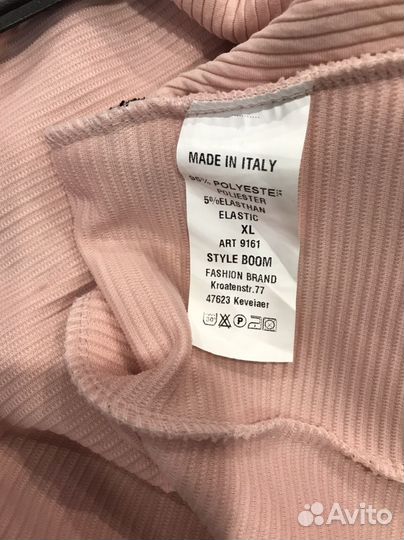 MADE IN ITALY
95% POLYESTER
POLIESTER
5%ELASTHAN
ELASTIC
XL
ART 9161
STYLE BOOM
FASHION BRAND
Kroatenstr.77
47623 Kevelaer
30°
P
Avito